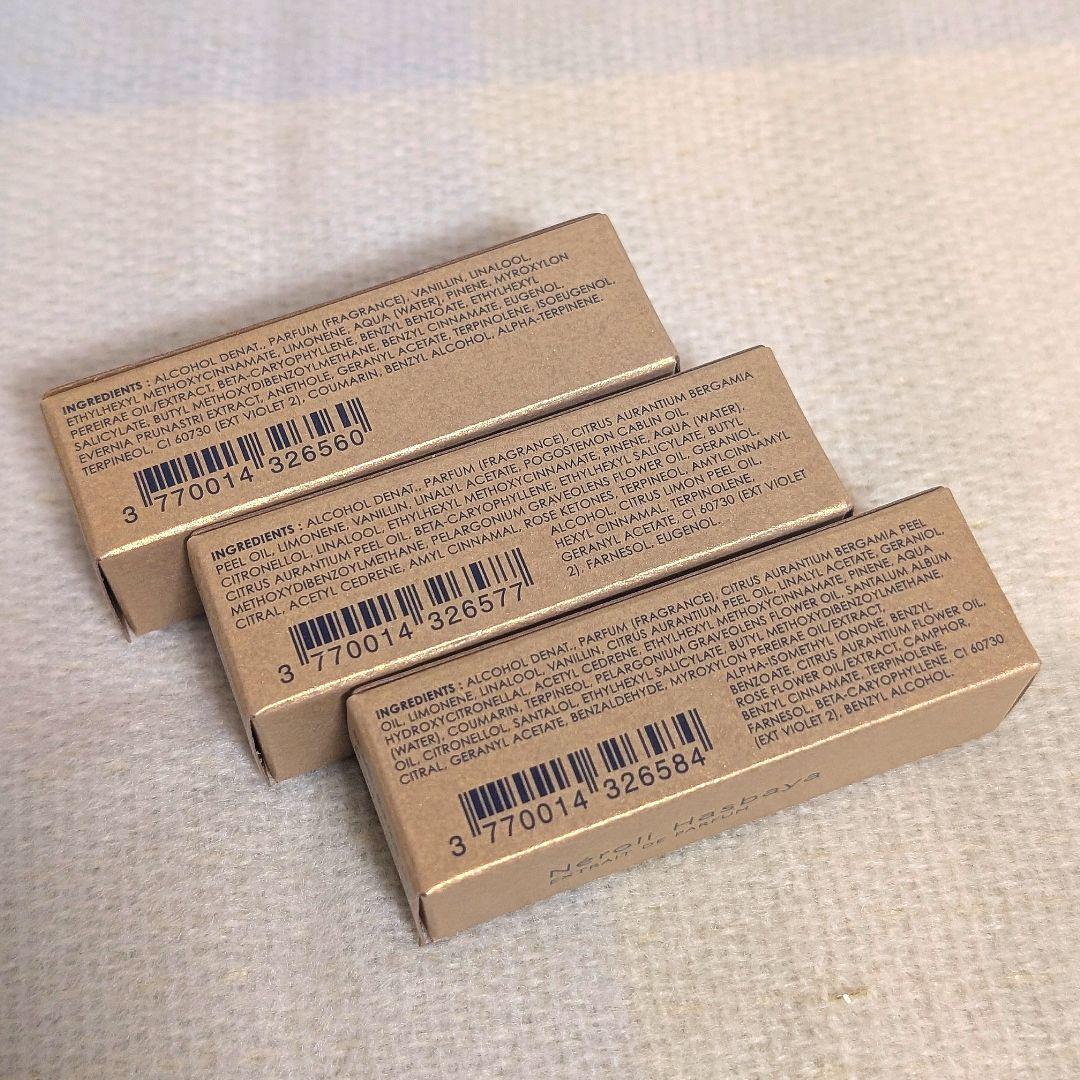 INGREDIENTS : ALCOHOL DENAT., PARFUM (FRAGRANCE), VANILLIN, LINALOOL,
ETHYLHEXYL METHOXYCINNAMATE, LIMONENE, AQUA (WATER), PINENE, MYROXYLON
PEREIRAE OIL/EXTRACT, BETA-CARYOPHYLLENE, BENZYL BENZOATE, ETHYLHEXYL
SALICYLATE, BUTYL METHOXYDIBENZOYLMETHANE, BENZYL CINNAMATE, EUGENOL
EVERNIA PRUNASTRI EXTRACT, ANETHOLE, GERANYL ACETATE, TERPINOLENE, ISOEUGENOL,
TERPINEOL, CI 60730 (EXT VIOLET 2), COUMARIN, BENZYL ALCOHOL, ALPHA-TERPINENE.
3 770014 326560
INGREDIENTS : ALCOHOL DENAT., PARFUM (FRAGRANCE), CITRUS AURANTIUM BERGAMIA
PEEL OIL, LIMONENE, VANILLIN, LINALYL ACETATE, POGOSTEMON CABLIN OIL,
CITRONELLOL, LINALOOL, ETHYLHEXYL METHOXYCINNAMATE, PINENE, AQUA (WATER),
CITRUS AURANTIUM PEEL OIL, BETA-CARYOPHYLLENE, ETHYLHEXYL SALICYLATE, BUTYL
METHOXYDIBENZOYLMETHANE, PELARGONIUM GRAVEOLENS FLOWER OIL, GERANIOL,
CITRAL, ACETYL CEDRENE, AMYL CINNAMAL, ROSE KETONES, TERPINEOL, AMYLCINNAMYL
ALCOHOL, CITRUS LIMON PEEL OIL,
HEXYL CINNAMAL, TERPINOLENE,
GERANYL ACETATE, CI 60730 (EXT VIOLET
2), FARNESOL, EUGENOL.
3 770014 326577
INGREDIENTS : ALCOHOL DENAT., PARFUM (FRAGRANCE), CITRUS AURANTIUM BERGAMIA PEEL
OIL, LIMONENE, LINALOOL, VANILLIN, CITRUS AURANTIUM PEEL OIL, LINALYL ACETATE, GERANIOL,
HYDROXYCITRONELLAL, ACETYL CEDRENE, ETHYLHEXYL METHOXYCINNAMATE, PINENE, AQUA
(WATER), COUMARIN, TERPINEOL, PELARGONIUM GRAVEOLENS FLOWER OIL, SANTALUM ALBUM
OIL, CITRONELLOL, SANTALOL, ETHYLHEXYL SALICYLATE, BUTYL METHOXYDIBENZOYLMETHANE,
CITRAL, GERANYL ACETATE, BENZALDEHYDE, MYROXYLON PEREIRAE OIL/EXTRACT,
ALPHA-ISOMETHYL IONONE, BENZYL
BENZOATE, CITRUS AURANTIUM FLOWER OIL,
ROSE FLOWER OIL/EXTRACT, CAMPHOR,
BENZYL CINNAMATE, TERPINOLENE,
FARNESOL, BETA-CARYOPHYLLENE, CI 60730
(EXT VIOLET 2), BENZYL ALCOHOL.
3 770014 326584
Néroli Hasbaya
EXTRAIT DE PARFUM